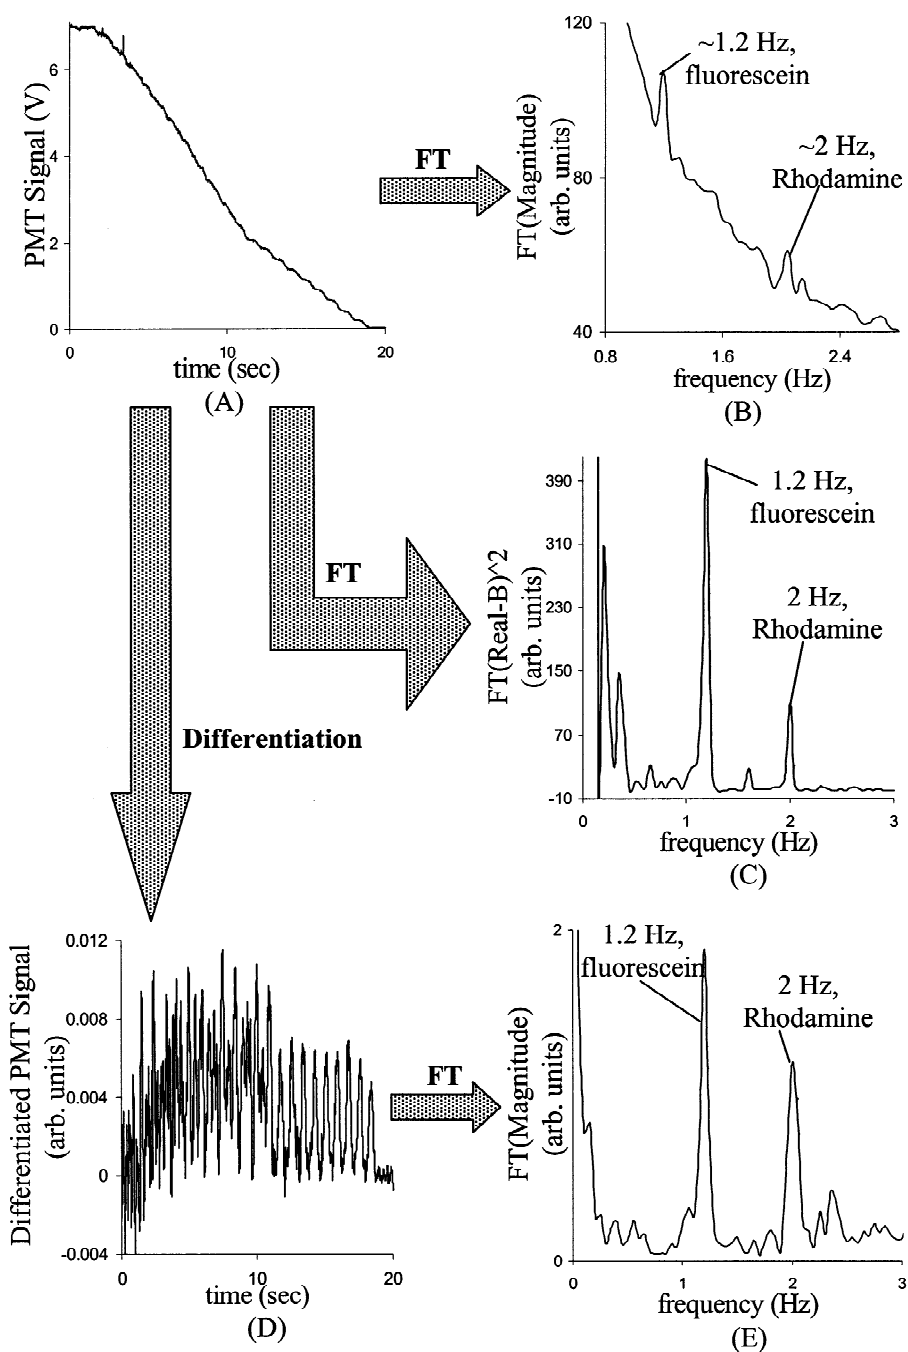 PMT Signal (V)
6
4
2
0
0
10
20
time (sec)
(A)
FT
FT(Magnitude)
(arb. units)
120
80
40
~1.2 Hz,
fluorescein
~2 Hz,
Rhodamine
0.8
1.6
2.4
frequency (Hz)
(B)
FT
FT(Real-B)^2
(arb. units)
390
310
230
150
70
-10
1.2 Hz,
fluorescein
2 Hz,
Rhodamine
0
1
2
3
frequency (Hz)
(C)
Differentiation
Differentiated PMT Signal
(arb. units)
0.012
0.008
0.004
0
-0.004
0
10
20
time (sec)
(D)
FT
FT(Magnitude)
(arb. units)
2
0
1.2 Hz,
fluorescein
2 Hz,
Rhodamine
0
1
2
3
frequency (Hz)
(E)